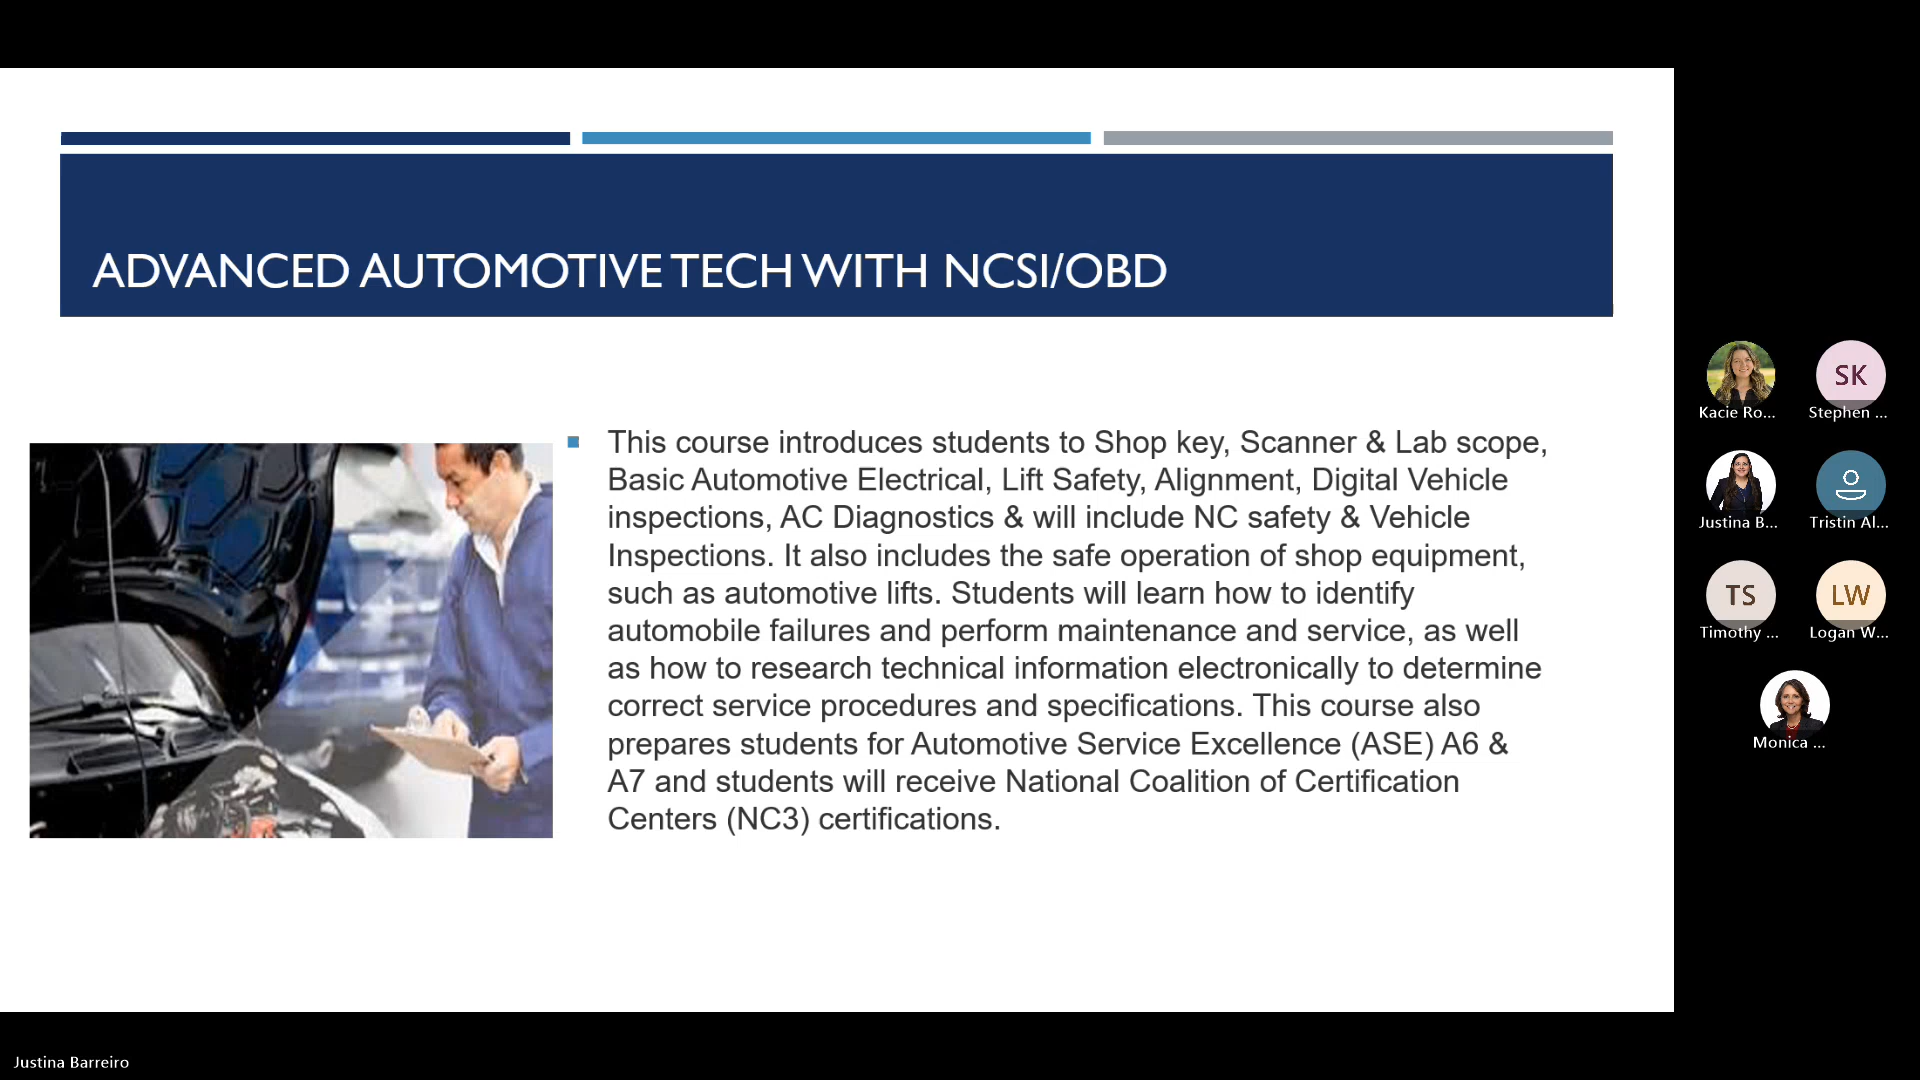 ADVANCED AUTOMOTIVE TECH WITH NCSI/OBD
This course introduces students to Shop key, Scanner & Lab scope,
Basic Automotive Electrical, Lift Safety, Alignment, Digital Vehicle
inspections, AC Diagnostics & will include NC safety & Vehicle
Inspections. It also includes the safe operation of shop equipment,
such as automotive lifts. Students will learn how to identify
automobile failures and perform maintenance and service, as well
as how to research technical information electronically to determine
correct service procedures and specifications. This course also
prepares students for Automotive Service Excellence (ASE) A6 &
A7 and students will receive National Coalition of Certification
Centers (NC3) certifications.
Kacie Ro...
SK
Stephen ...
Justina B...
Tristin Al...
TS
Timothy ...
LW
Logan W...
Monica ...
Justina Barreiro